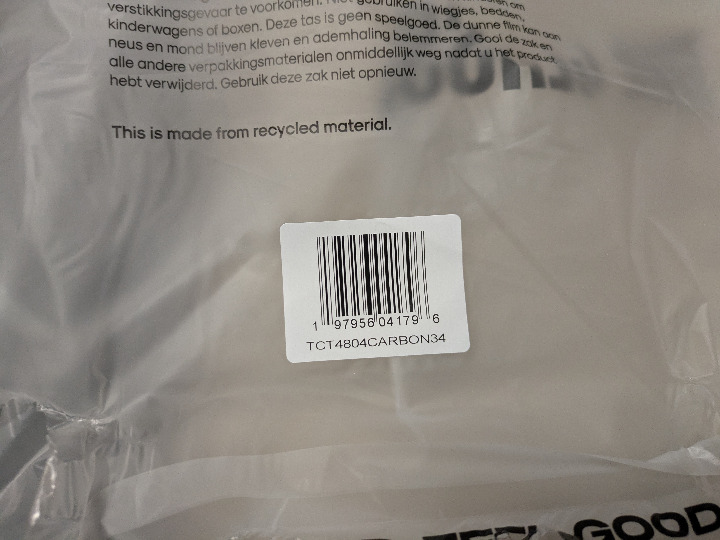 verstikkingsgevaar te voorkomen. Niet gebruiken in wiegjes, bedden,
kinderwagens of boxen. Deze tas is geen speelgoed. De dunne film kan aan
neus en mond blijven kleven en ademhaling belemmeren. Gooi de zak en
alle andere verpakkingsmaterialen onmiddellijk weg nadat u het product
hebt verwijderd. Gebruik deze zak niet opnieuw.
This is made from recycled material.
1 97956 04179 6
TCT4804CARBON34
FEEL GOOD